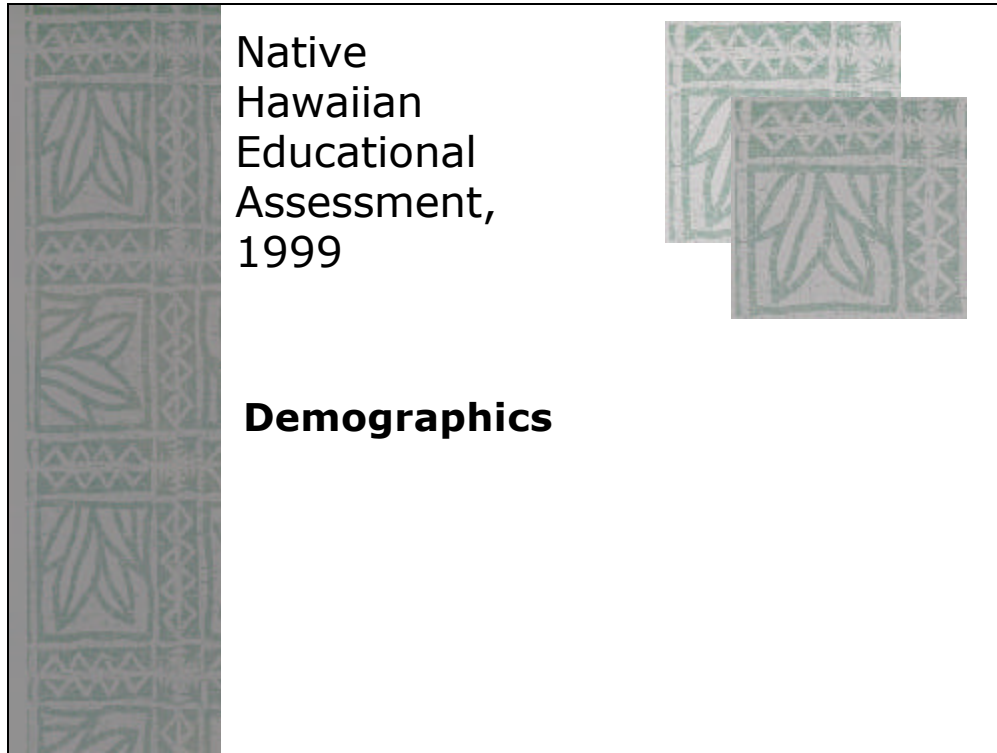 Native
Hawaiian
Educational
Assessment,
1999
Demographics